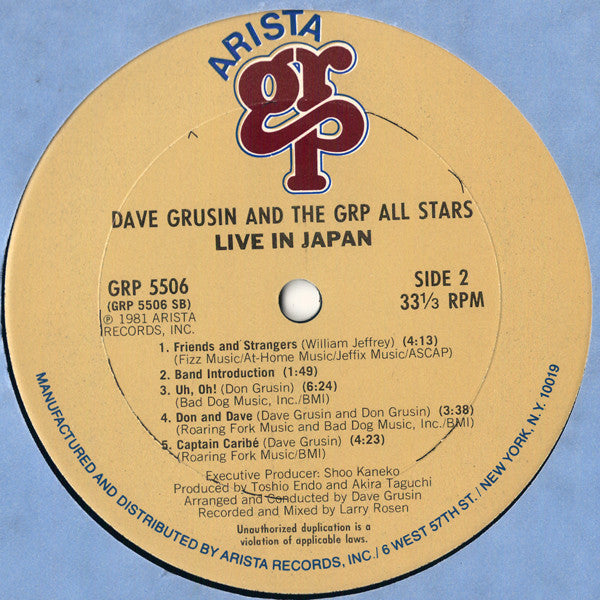 ARISTA
grp
DAVE GRUSIN AND THE GRP ALL STARS
LIVE IN JAPAN
GRP 5506
(GRP 5506 SB)
℗ 1981 ARISTA
RECORDS, INC.
SIDE 2
33⅓ RPM
1. Friends and Strangers (William Jeffrey) (4:13)
(Fizz Music/At-Home Music/Jeffix Music/ASCAP)
2. Band Introduction (1:49)
3. Uh, Oh! (Don Grusin) (6:24)
(Bad Dog Music, Inc./BMI)
4. Don and Dave (Dave Grusin and Don Grusin) (3:38)
(Roaring Fork Music and Bad Dog Music, Inc./BMI)
5. Captain Caribé (Dave Grusin) (4:23)
(Roaring Fork Music/BMI)
Executive Producer: Shoo Kaneko
Produced by Toshio Endo and Akira Taguchi
Arranged and Conducted by Dave Grusin
Recorded and Mixed by Larry Rosen
Unauthorized duplication is a
violation of applicable laws.
MANUFACTURED AND DISTRIBUTED BY ARISTA RECORDS, INC./ 6 WEST 57TH ST. / NEW YORK, N.Y. 10019